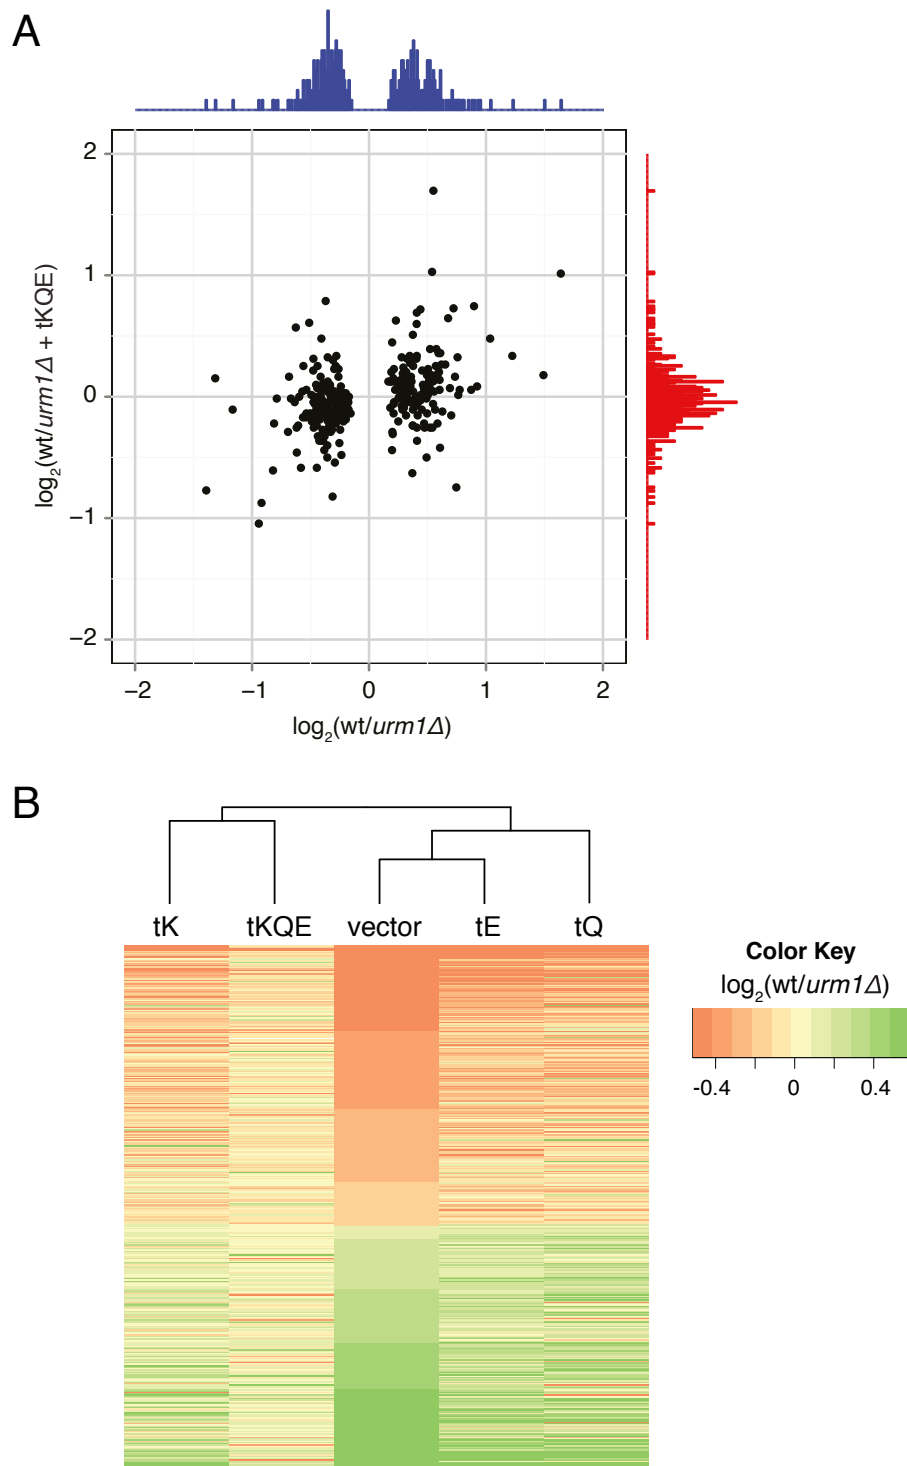 A
log2(wt/urm1Δ + tKQE)
2
1
0
−1
−2
−2 −1 0 1 2
log2(wt/urm1Δ)
B
tK tKQE vector tE tQ
Color Key
log2(wt/urm1Δ)
-0.4 0 0.4